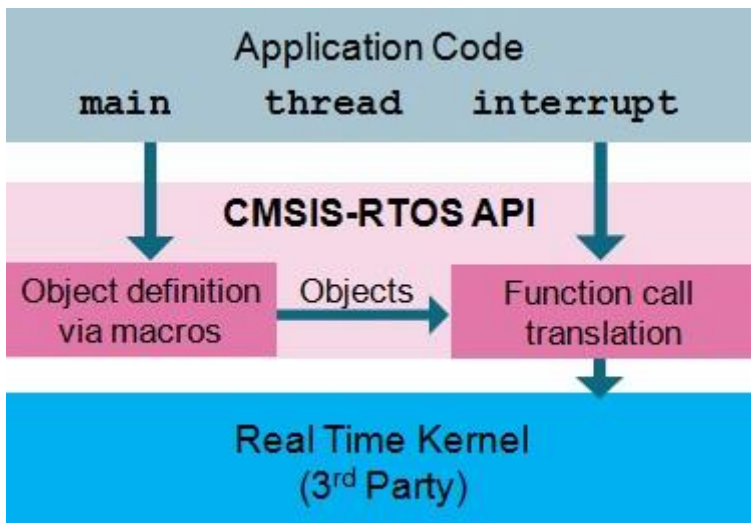 Application Code
main thread interrupt
CMSIS-RTOS API
Object definition
via macros
Objects
Function call
translation
Real Time Kernel
(3rd Party)